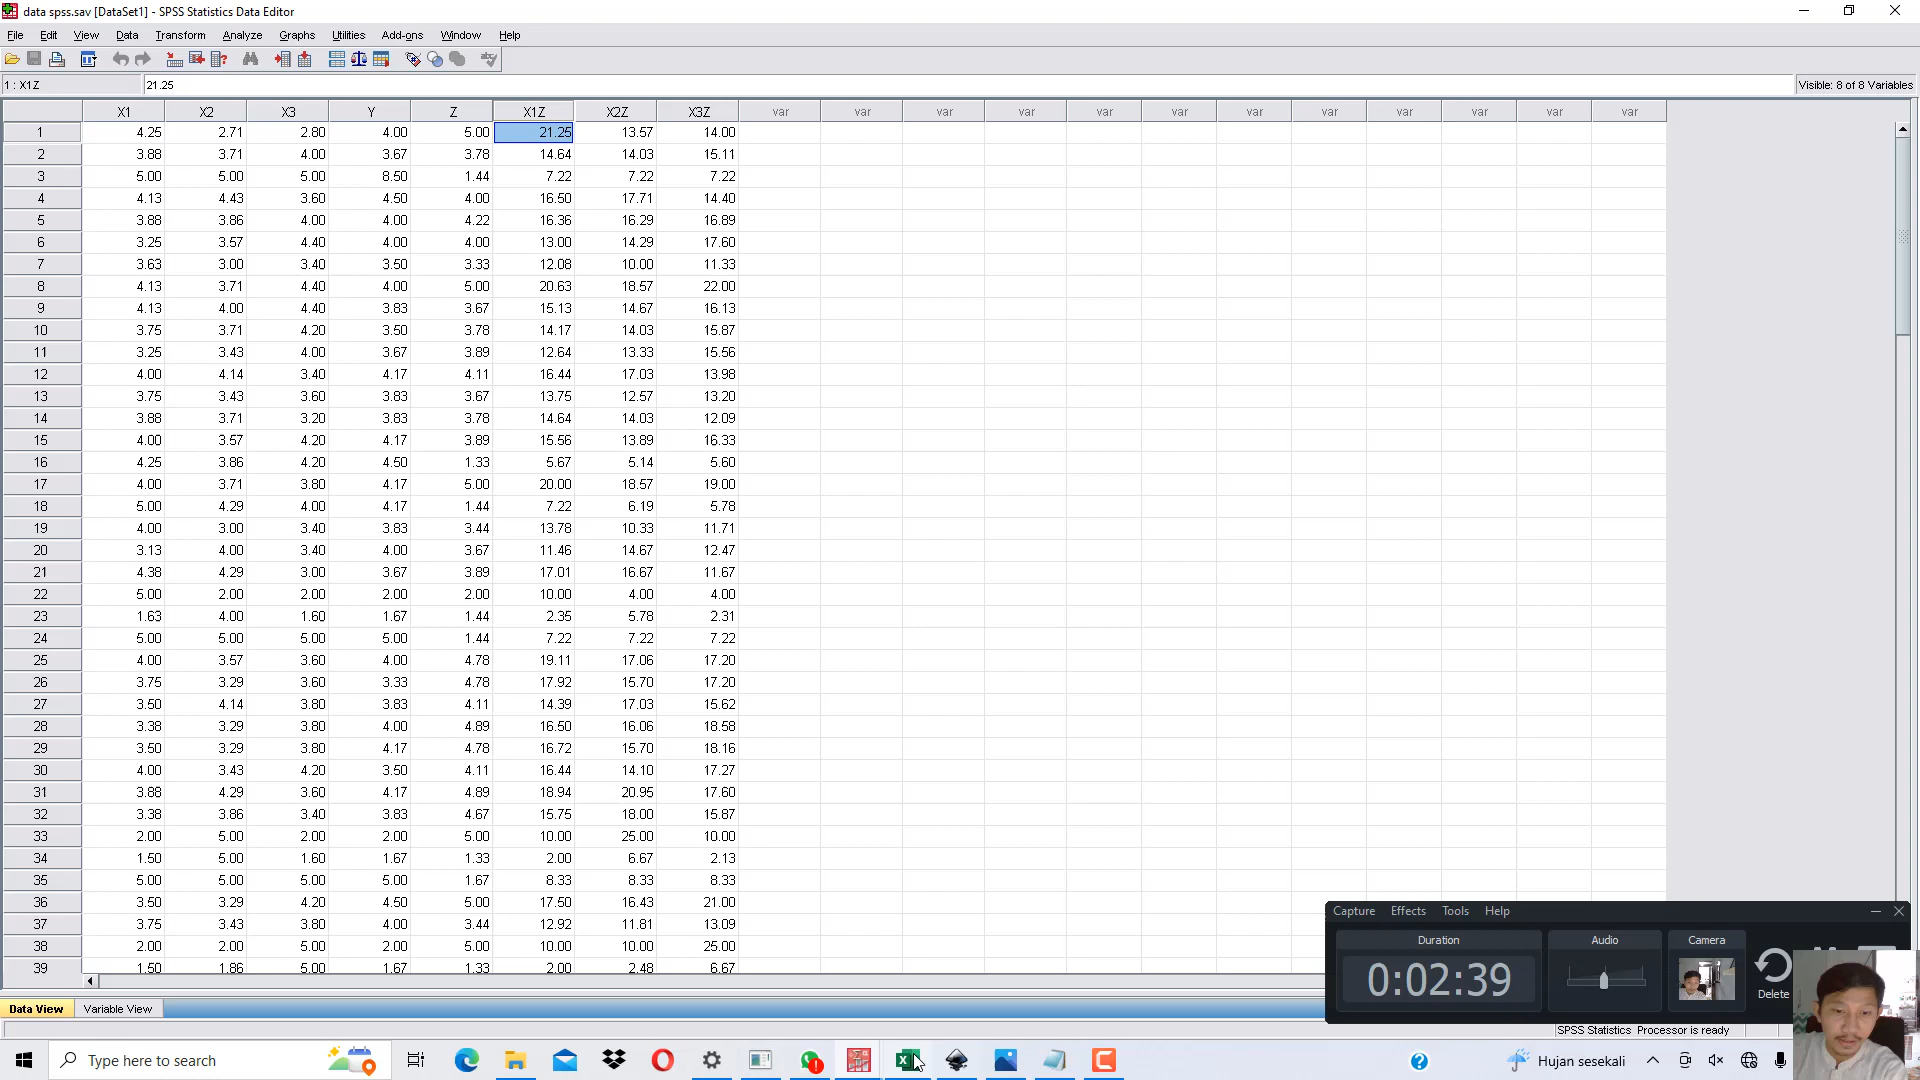 data spss.sav [DataSet1] - SPSS Statistics Data Editor
File Edit View Data Transform Analyze Graphs Utilities Add-ons Window Help
1 : X1Z 21.25 Visible: 8 of 8 Variables
X1 X2 X3 Y Z X1Z X2Z X3Z var var var var var var var var var var var var
1 4.25 2.71 2.80 4.00 5.00 21.25 13.57 14.00
2 3.88 3.71 4.00 3.67 3.78 14.64 14.03 15.11
3 5.00 5.00 5.00 8.50 1.44 7.22 7.22 7.22
4 4.13 4.43 3.60 4.50 4.00 16.50 17.71 14.40
5 3.88 3.86 4.00 4.00 4.22 16.36 16.29 16.89
6 3.25 3.57 4.40 4.00 4.00 13.00 14.29 17.60
7 3.63 3.00 3.40 3.50 3.33 12.08 10.00 11.33
8 4.13 3.71 4.40 4.00 5.00 20.63 18.57 22.00
9 4.13 4.00 4.40 3.83 3.67 15.13 14.67 16.13
10 3.75 3.71 4.20 3.50 3.78 14.17 14.03 15.87
11 3.25 3.43 4.00 3.67 3.89 12.64 13.33 15.56
12 4.00 4.14 3.40 4.17 4.11 16.44 17.03 13.98
13 3.75 3.43 3.60 3.83 3.67 13.75 12.57 13.20
14 3.88 3.71 3.20 3.83 3.78 14.64 14.03 12.09
15 4.00 3.57 4.20 4.17 3.89 15.56 13.89 16.33
16 4.25 3.86 4.20 4.50 1.33 5.67 5.14 5.60
17 4.00 3.71 3.80 4.17 5.00 20.00 18.57 19.00
18 5.00 4.29 4.00 4.17 1.44 7.22 6.19 5.78
19 4.00 3.00 3.40 3.83 3.44 13.78 10.33 11.71
20 3.13 4.00 3.40 4.00 3.67 11.46 14.67 12.47
21 4.38 4.29 3.00 3.67 3.89 17.01 16.67 11.67
22 5.00 2.00 2.00 2.00 2.00 10.00 4.00 4.00
23 1.63 4.00 1.60 1.67 1.44 2.35 5.78 2.31
24 5.00 5.00 5.00 5.00 1.44 7.22 7.22 7.22
25 4.00 3.57 3.60 4.00 4.78 19.11 17.06 17.20
26 3.75 3.29 3.60 3.33 4.78 17.92 15.70 17.20
27 3.50 4.14 3.80 3.83 4.11 14.39 17.03 15.62
28 3.38 3.29 3.80 4.00 4.89 16.50 16.06 18.58
29 3.50 3.29 3.80 4.17 4.78 16.72 15.70 18.16
30 4.00 3.43 4.20 3.50 4.11 16.44 14.10 17.27
31 3.88 4.29 3.60 4.17 4.89 18.94 20.95 17.60
32 3.38 3.86 3.40 3.83 4.67 15.75 18.00 15.87
33 2.00 5.00 2.00 2.00 5.00 10.00 25.00 10.00
34 1.50 5.00 1.60 1.67 1.33 2.00 6.67 2.13
35 5.00 5.00 5.00 5.00 1.67 8.33 8.33 8.33
36 3.50 3.29 4.20 4.50 5.00 17.50 16.43 21.00
37 3.75 3.43 3.80 4.00 3.44 12.92 11.81 13.09
38 2.00 2.00 5.00 2.00 5.00 10.00 10.00 25.00
39 1.50 1.86 5.00 1.67 1.33 2.00 2.48 6.67
Capture Effects Tools Help
Duration Audio Camera
0:02:39
Delete
Data View Variable View
SPSS Statistics Processor is ready
Type here to search
Hujan sesekali